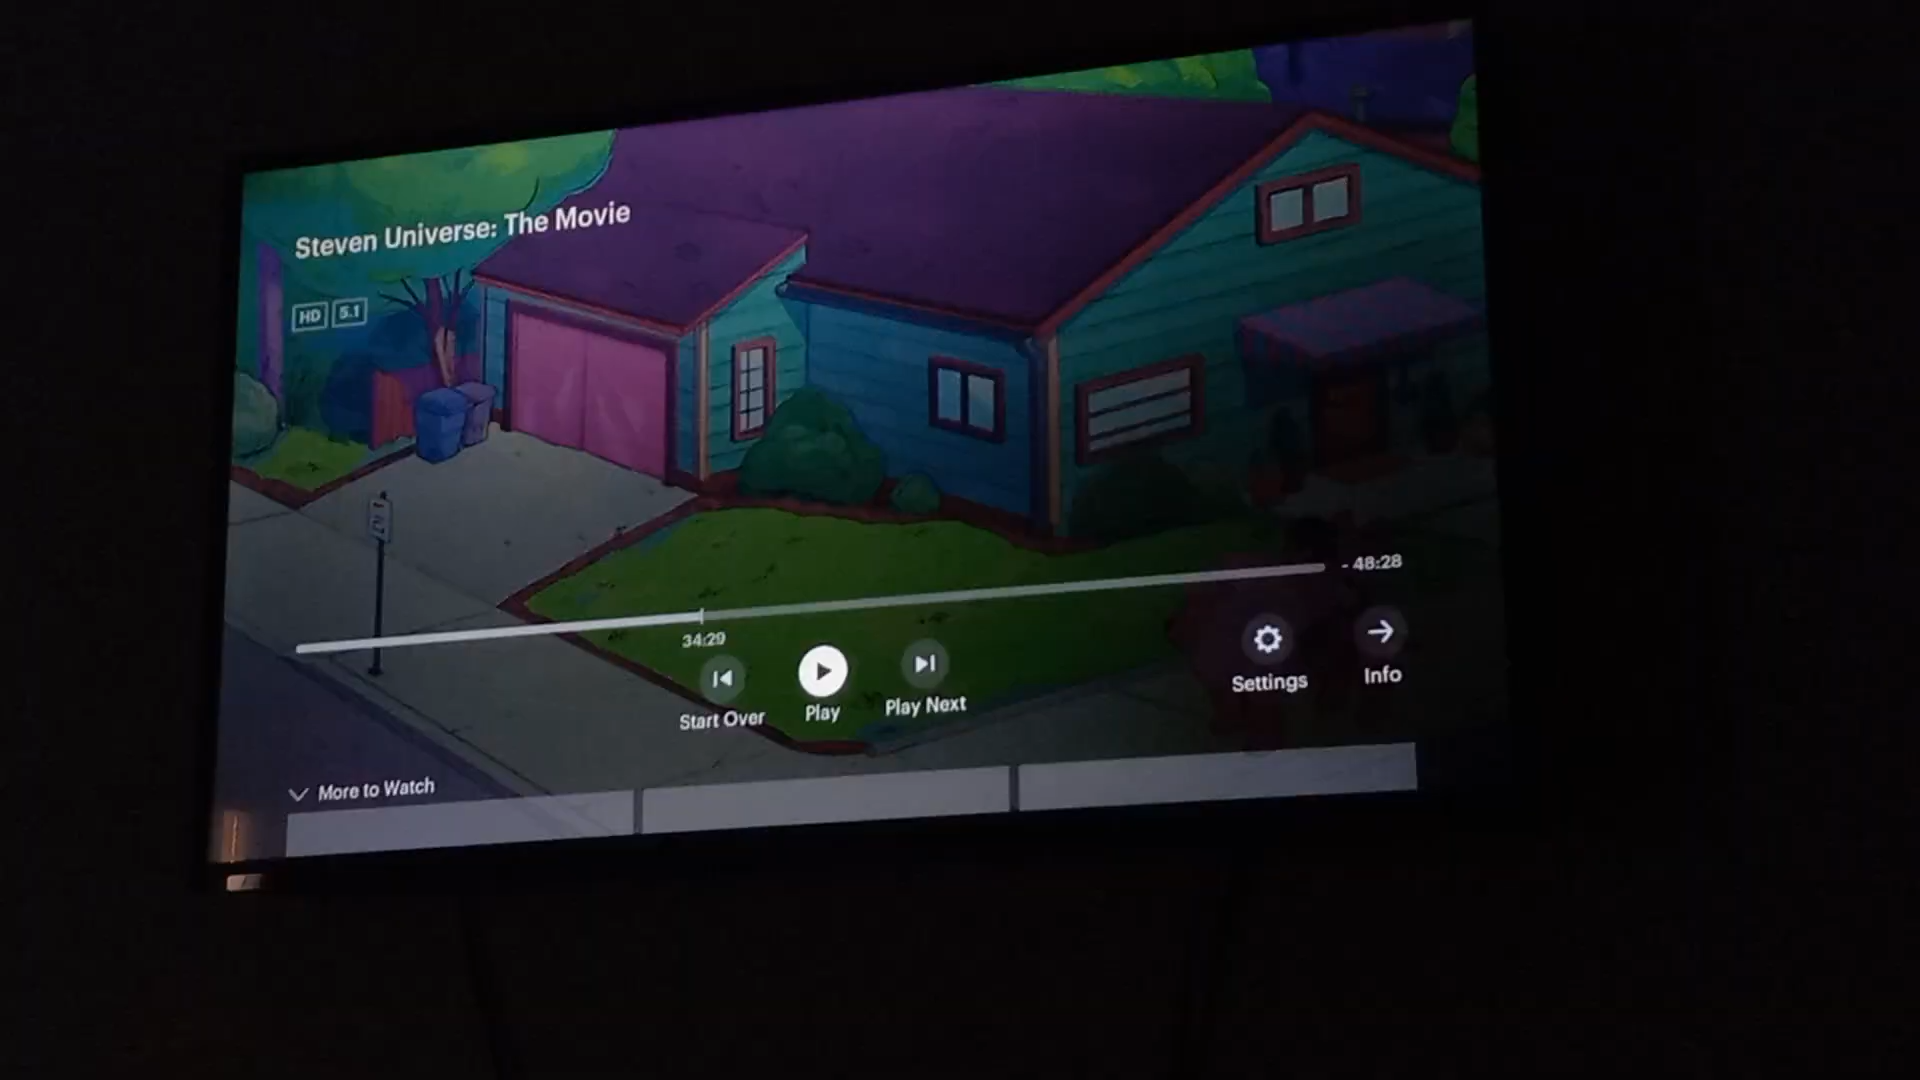 Steven Universe: The Movie
HD 5.1
- 48:28
34:29
Start Over
Play
Play Next
Settings
Info
More to Watch